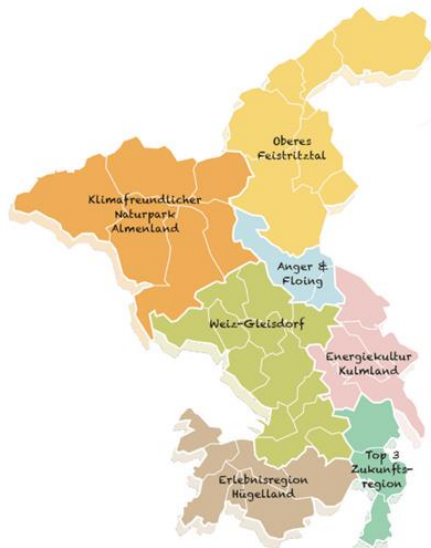 Oberes
Feistritztal
Klimafreundlicher
Naturpark
Almenland
Anger &
Floing
Weiz-Gleisdorf
Energiekultur
Kulmland
Top 3
Zukunfts-
region
Erlebnisregion
Hügelland